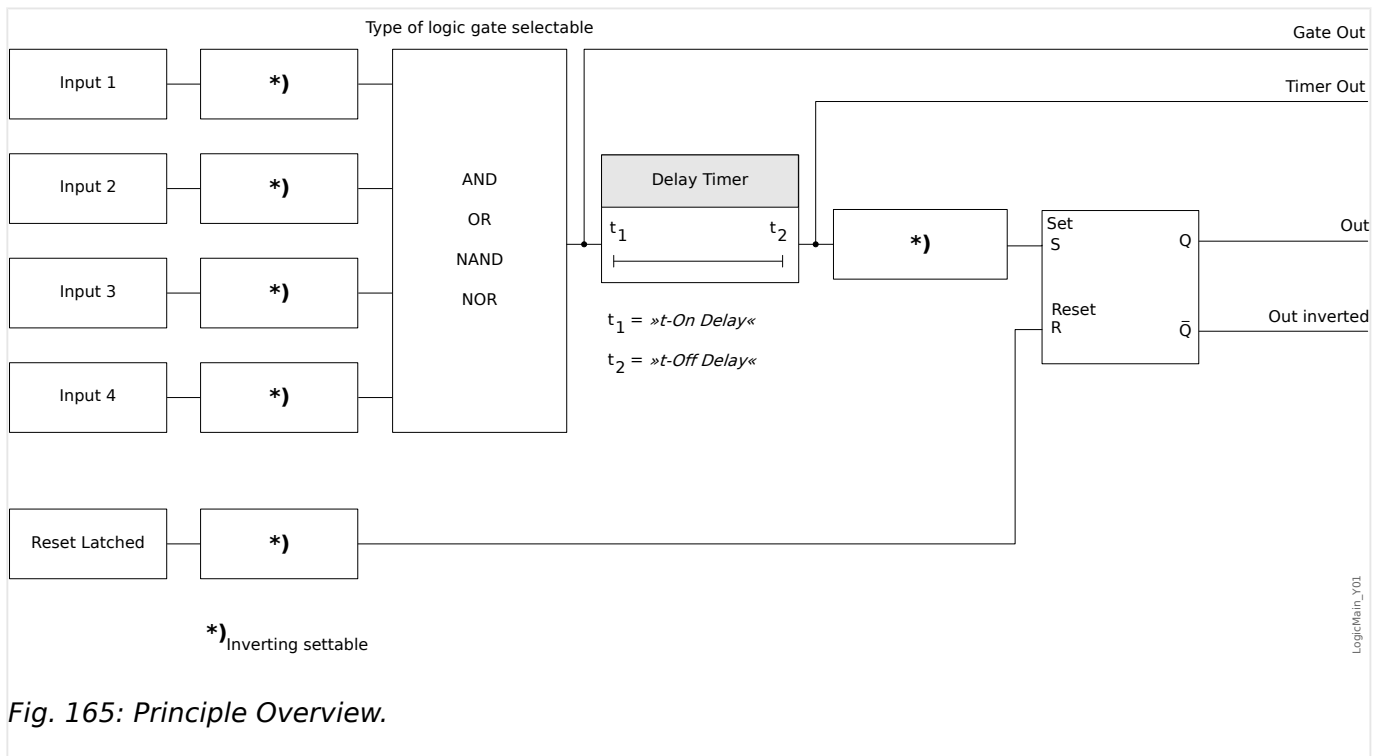 Type of logic gate selectable
Gate Out
Timer Out
Input 1
*)
Input 2
*)
Input 3
*)
Input 4
*)
AND
OR
NAND
NOR
Delay Timer
t1
t2
t1 = »t-On Delay«
t2 = »t-Off Delay«
*)
Set
S
Q
Reset
R
Q̅
Out
Out inverted
Reset Latched
*)
*)Inverting settable
LogicMain_Y01
Fig. 165: Principle Overview.